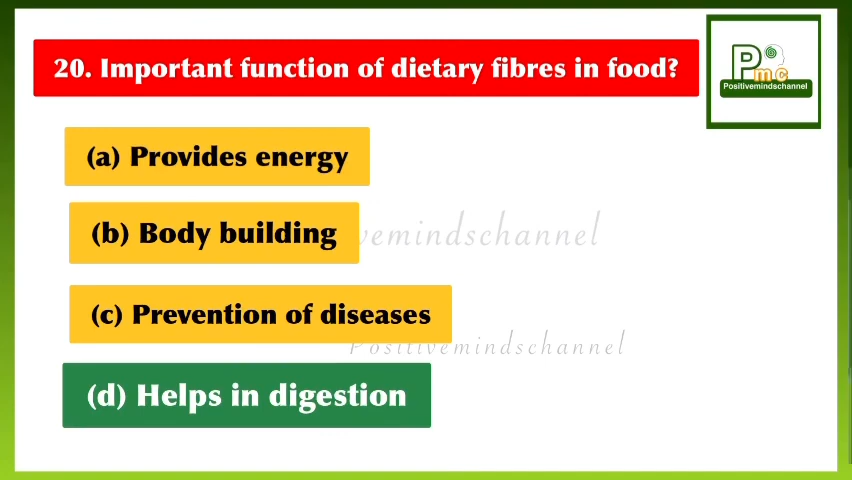 20. Important function of dietary fibres in food?
Pmc
Positivemindschannel
(a) Provides energy
(b) Body building
vemindschannel
(c) Prevention of diseases
Positivemindschannel
(d) Helps in digestion